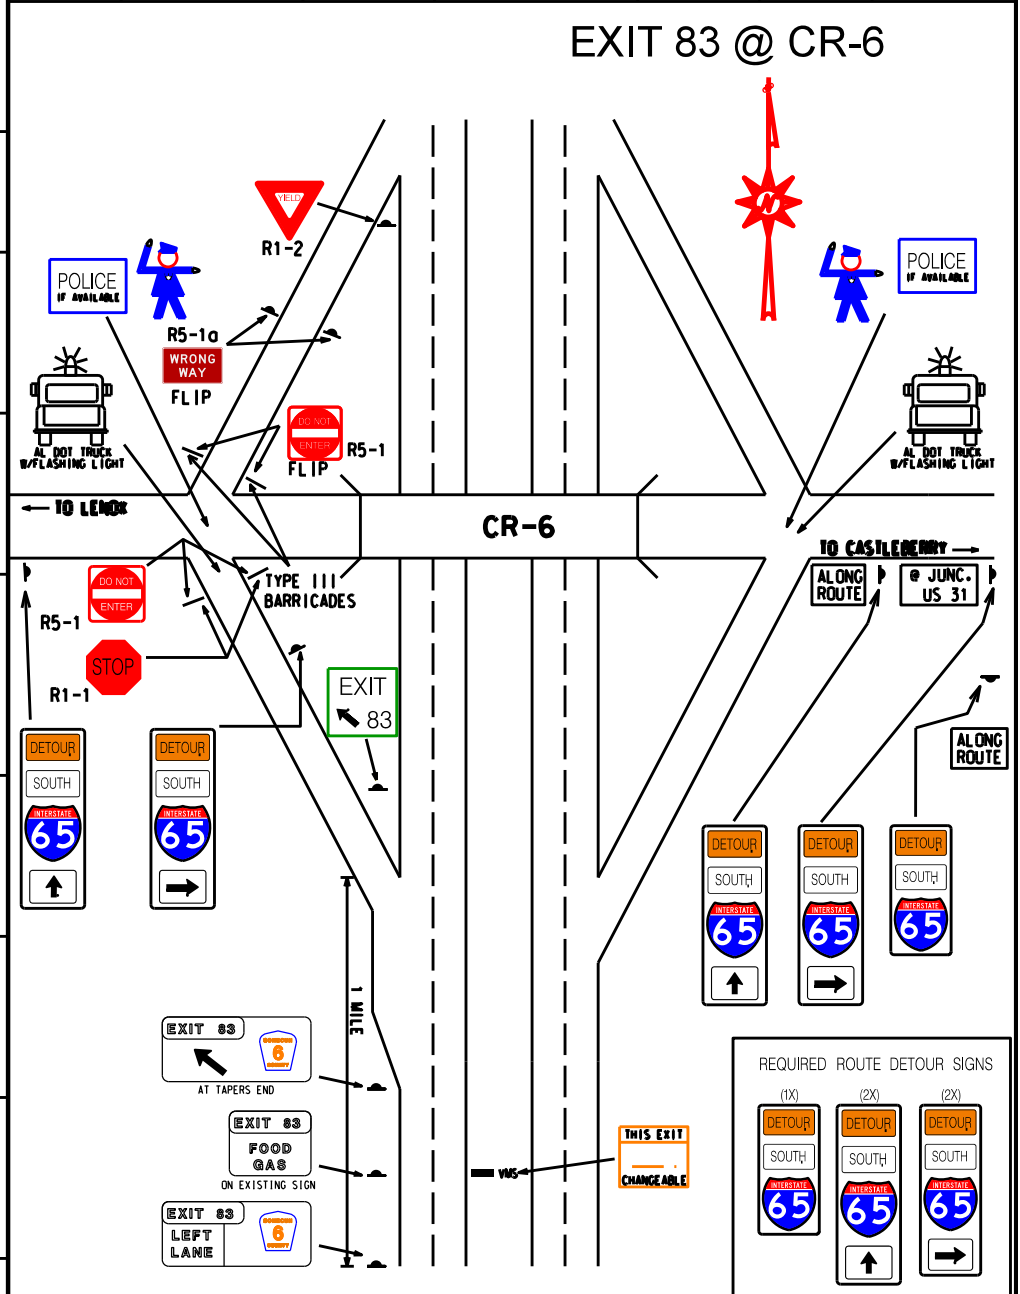 EXIT 83 @ CR-6
N
YIELD
R1-2
POLICE
IF AVAILABLE
POLICE
IF AVAILABLE
R5-1a
WRONG
WAY
FLIP
DO NOT
ENTER
R5-1
FLIP
AL DOT TRUCK
W/FLASHING LIGHT
AL DOT TRUCK
W/FLASHING LIGHT
← TO LENOX
CR-6
TO CASTLEBERRY →
DO NOT
ENTER
R5-1
TYPE III
BARRICADES
ALONG
ROUTE
@ JUNC.
US 31
STOP
R1-1
EXIT
83
ALONG
ROUTE
DETOUR
SOUTH
INTERSTATE
65
DETOUR
SOUTH
INTERSTATE
65
DETOUR
SOUTH
INTERSTATE
65
DETOUR
SOUTH
INTERSTATE
65
DETOUR
SOUTH
INTERSTATE
65
1 MILE
EXIT 83
6
COUNTY
AT TAPERS END
EXIT 83
FOOD
GAS
ON EXISTING SIGN
EXIT 83
LEFT
LANE
6
COUNTY
VMS
THIS EXIT
CHANGEABLE
REQUIRED ROUTE DETOUR SIGNS
(1X)
(2X)
(2X)
DETOUR
SOUTH
INTERSTATE
65
DETOUR
SOUTH
INTERSTATE
65
DETOUR
SOUTH
INTERSTATE
65